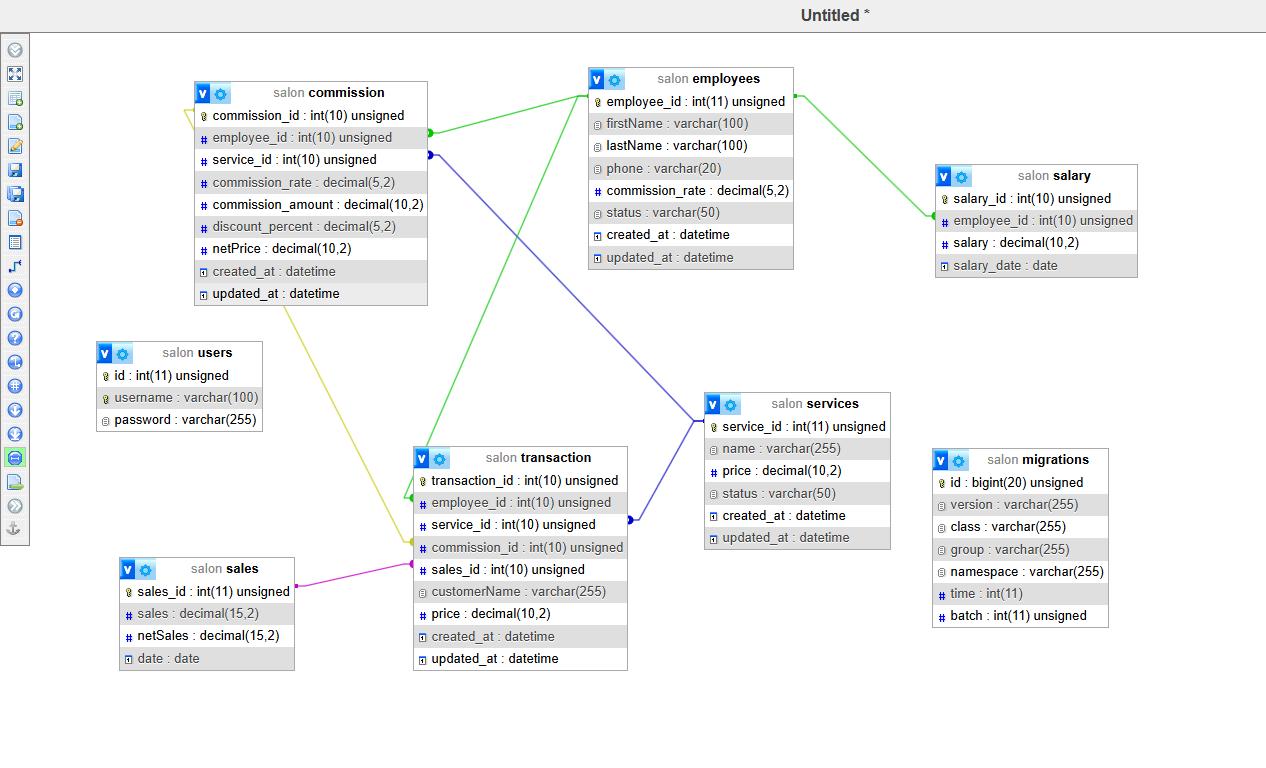 Untitled *
salon commission
commission_id : int(10) unsigned
employee_id : int(10) unsigned
service_id : int(10) unsigned
commission_rate : decimal(5,2)
commission_amount : decimal(10,2)
discount_percent : decimal(5,2)
netPrice : decimal(10,2)
created_at : datetime
updated_at : datetime
salon employees
employee_id : int(11) unsigned
firstName : varchar(100)
lastName : varchar(100)
phone : varchar(20)
commission_rate : decimal(5,2)
status : varchar(50)
created_at : datetime
updated_at : datetime
salon salary
salary_id : int(10) unsigned
employee_id : int(10) unsigned
salary : decimal(10,2)
salary_date : date
salon users
id : int(11) unsigned
username : varchar(100)
password : varchar(255)
salon transaction
transaction_id : int(10) unsigned
employee_id : int(10) unsigned
service_id : int(10) unsigned
commission_id : int(10) unsigned
sales_id : int(10) unsigned
customerName : varchar(255)
price : decimal(10,2)
created_at : datetime
updated_at : datetime
salon services
service_id : int(11) unsigned
name : varchar(255)
price : decimal(10,2)
status : varchar(50)
created_at : datetime
updated_at : datetime
salon migrations
id : bigint(20) unsigned
version : varchar(255)
class : varchar(255)
group : varchar(255)
namespace : varchar(255)
time : int(11)
batch : int(11) unsigned
salon sales
sales_id : int(11) unsigned
sales : decimal(15,2)
netSales : decimal(15,2)
date : date